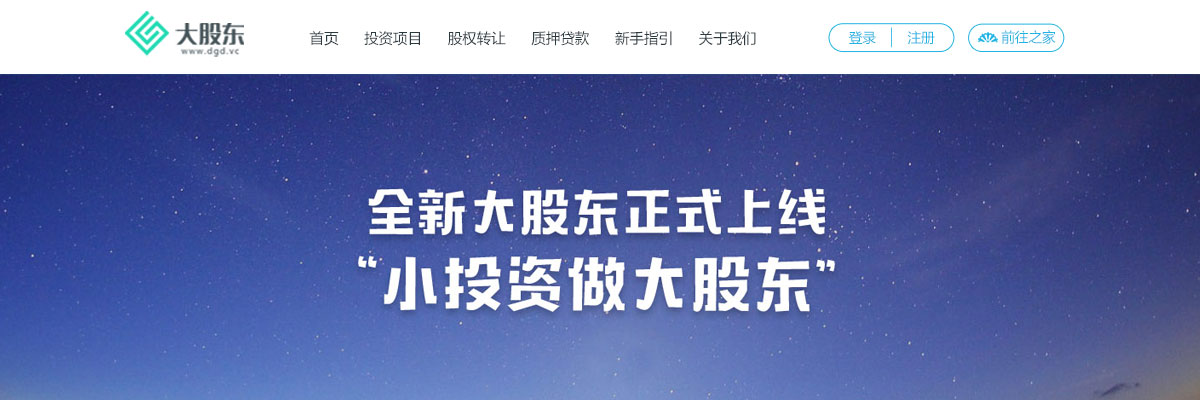 大股东
www.dgd.vc
首页 投资项目 股权转让 质押贷款 新手指引 关于我们 登录 注册 前往之家
全新大股东正式上线
“小投资做大股东”